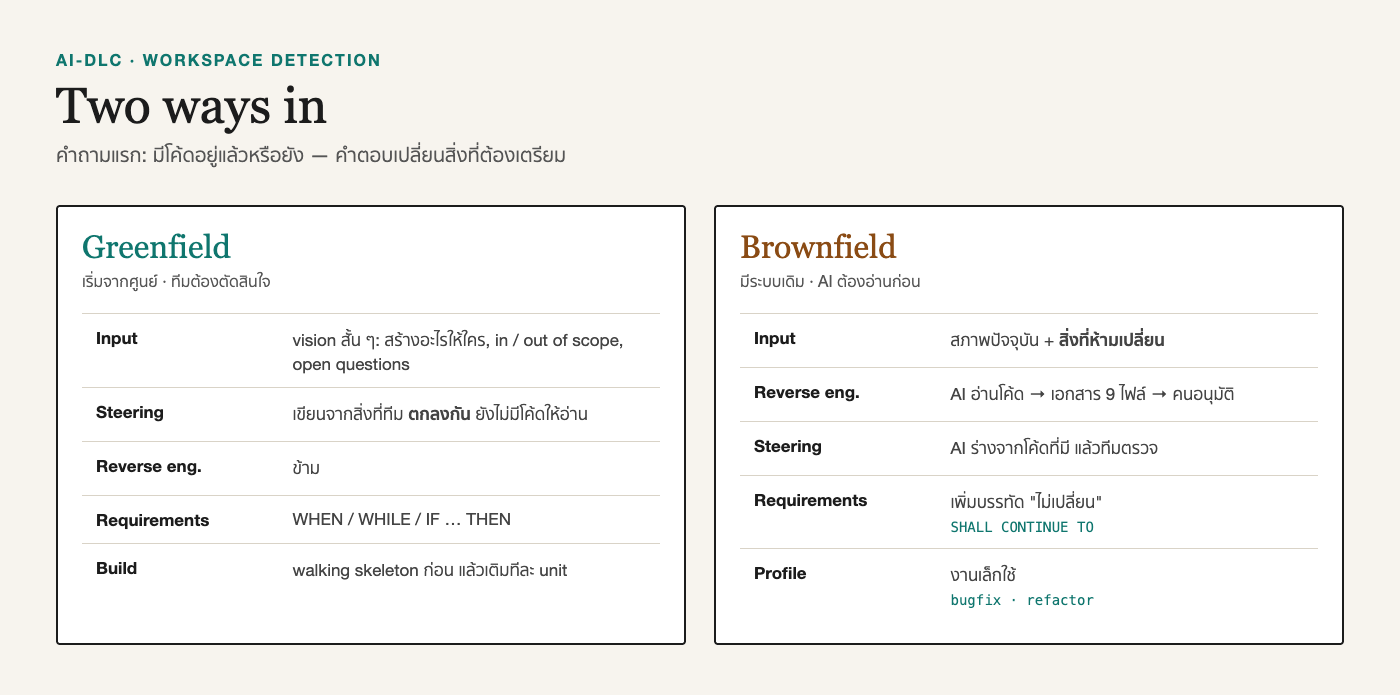 AI-DLC · WORKSPACE DETECTION
Two ways in
คำถามแรก: มีโค้ดอยู่แล้วหรือยัง — คำตอบเปลี่ยนสิ่งที่ต้องเตรียม
Greenfield
เริ่มจากศูนย์ · ทีมต้องตัดสินใจ
Input
vision สั้น ๆ: สร้างอะไรให้ใคร, in / out of scope,
open questions
Steering
เขียนจากสิ่งที่ทีม ตกลงกัน ยังไม่มีโค้ดให้อ่าน
Reverse eng.
ข้าม
Requirements
WHEN / WHILE / IF … THEN
Build
walking skeleton ก่อน แล้วเติมทีละ unit
Brownfield
มีระบบเดิม · AI ต้องอ่านก่อน
Input
สภาพปัจจุบัน + สิ่งที่ห้ามเปลี่ยน
Reverse eng.
AI อ่านโค้ด → เอกสาร 9 ไฟล์ → คนอนุมัติ
Steering
AI ร่างจากโค้ดที่มี แล้วทีมตรวจ
Requirements
เพิ่มบรรทัด "ไม่เปลี่ยน"
SHALL CONTINUE TO
Profile
งานเล็กใช้
bugfix · refactor